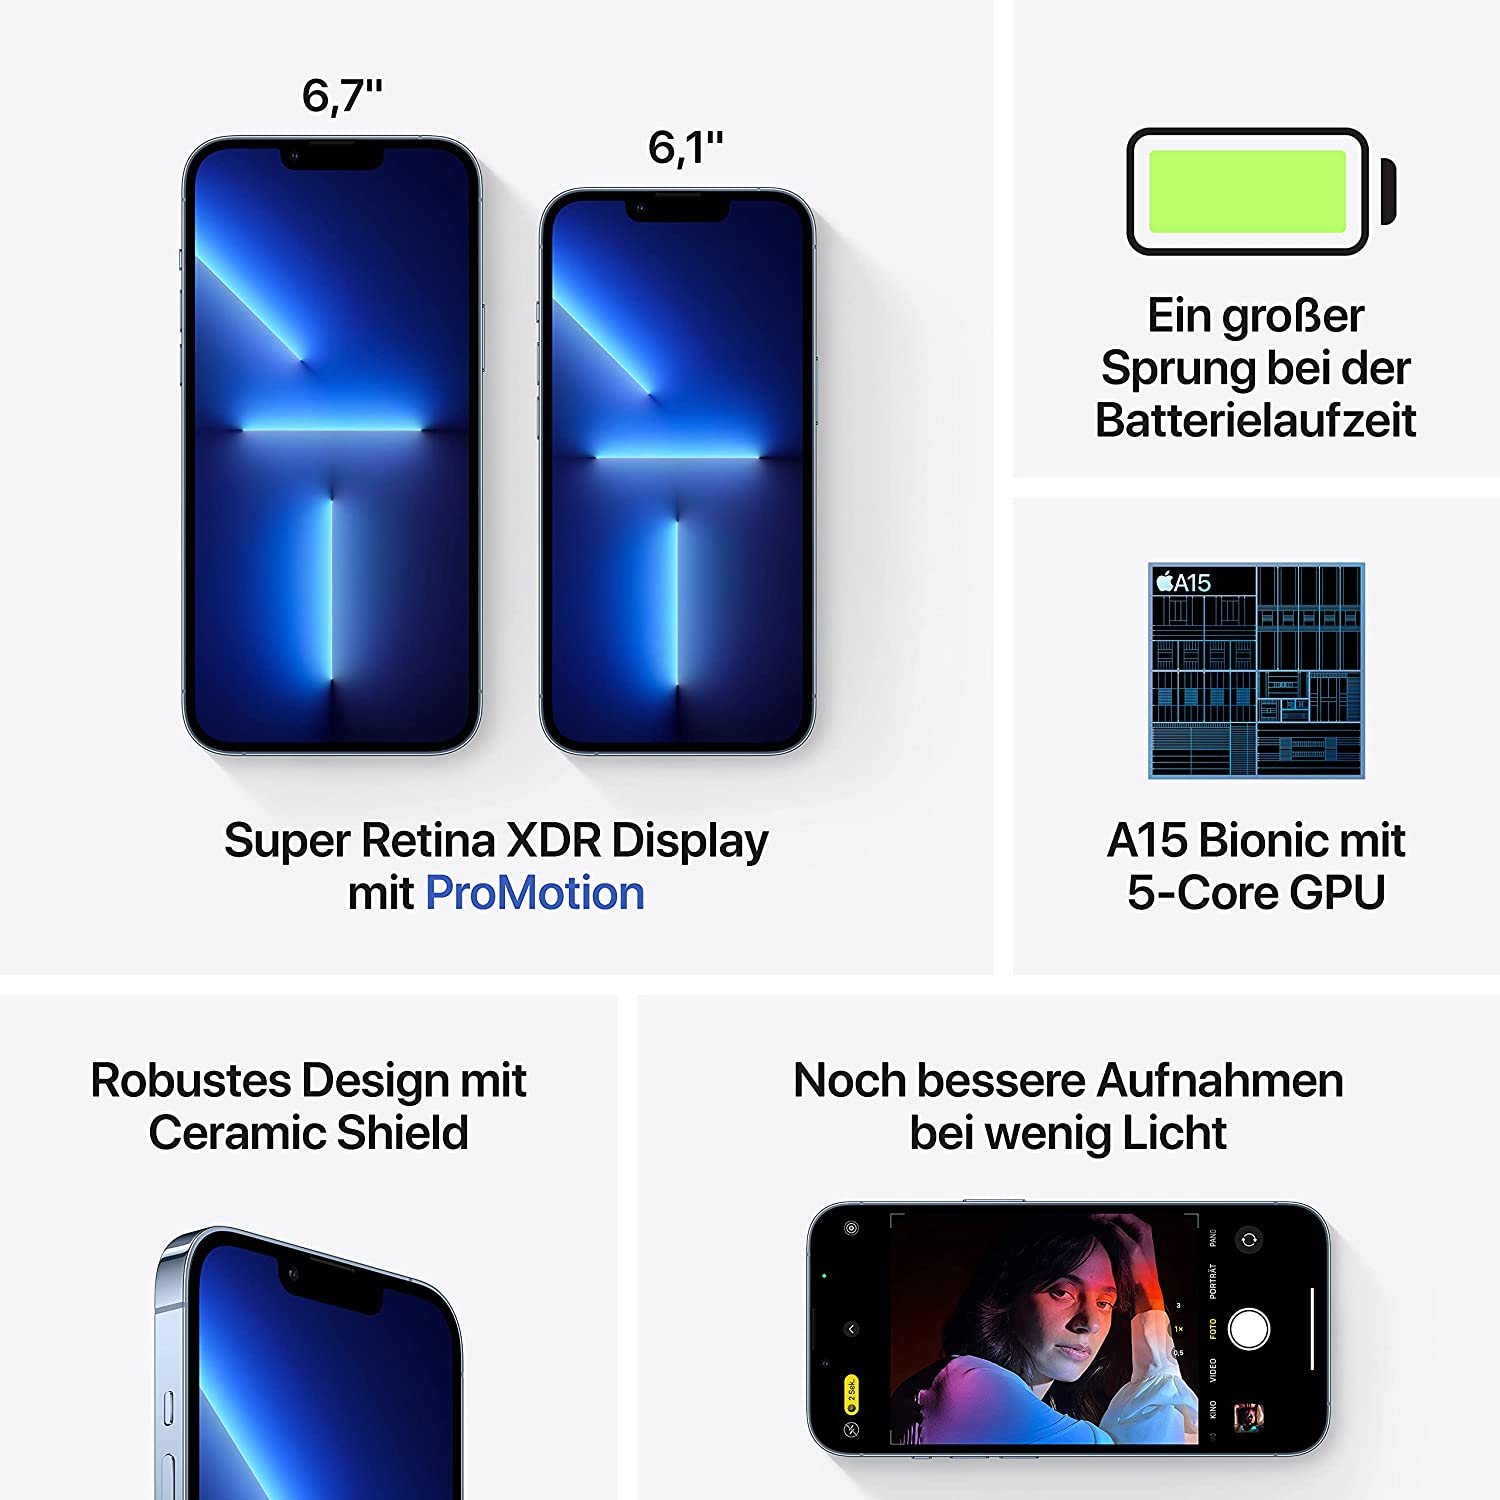 6,7"
6,1"
Super Retina XDR Display
mit ProMotion
Ein großer
Sprung bei der
Batterielaufzeit
A15
A15 Bionic mit
5-Core GPU
Robustes Design mit
Ceramic Shield
Noch bessere Aufnahmen
bei wenig Licht
2 Sek.
3
1×
0,5
PANO
PORTRÄT
FOTO
VIDEO
KINO